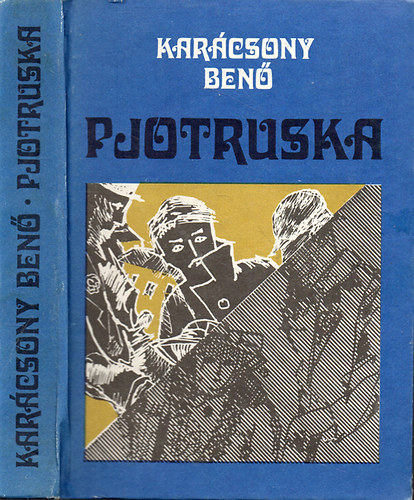 KARÁCSONY BENŐ • PJOTRUSKA
KARÁCSONY
BENŐ
PJOTRUSKA